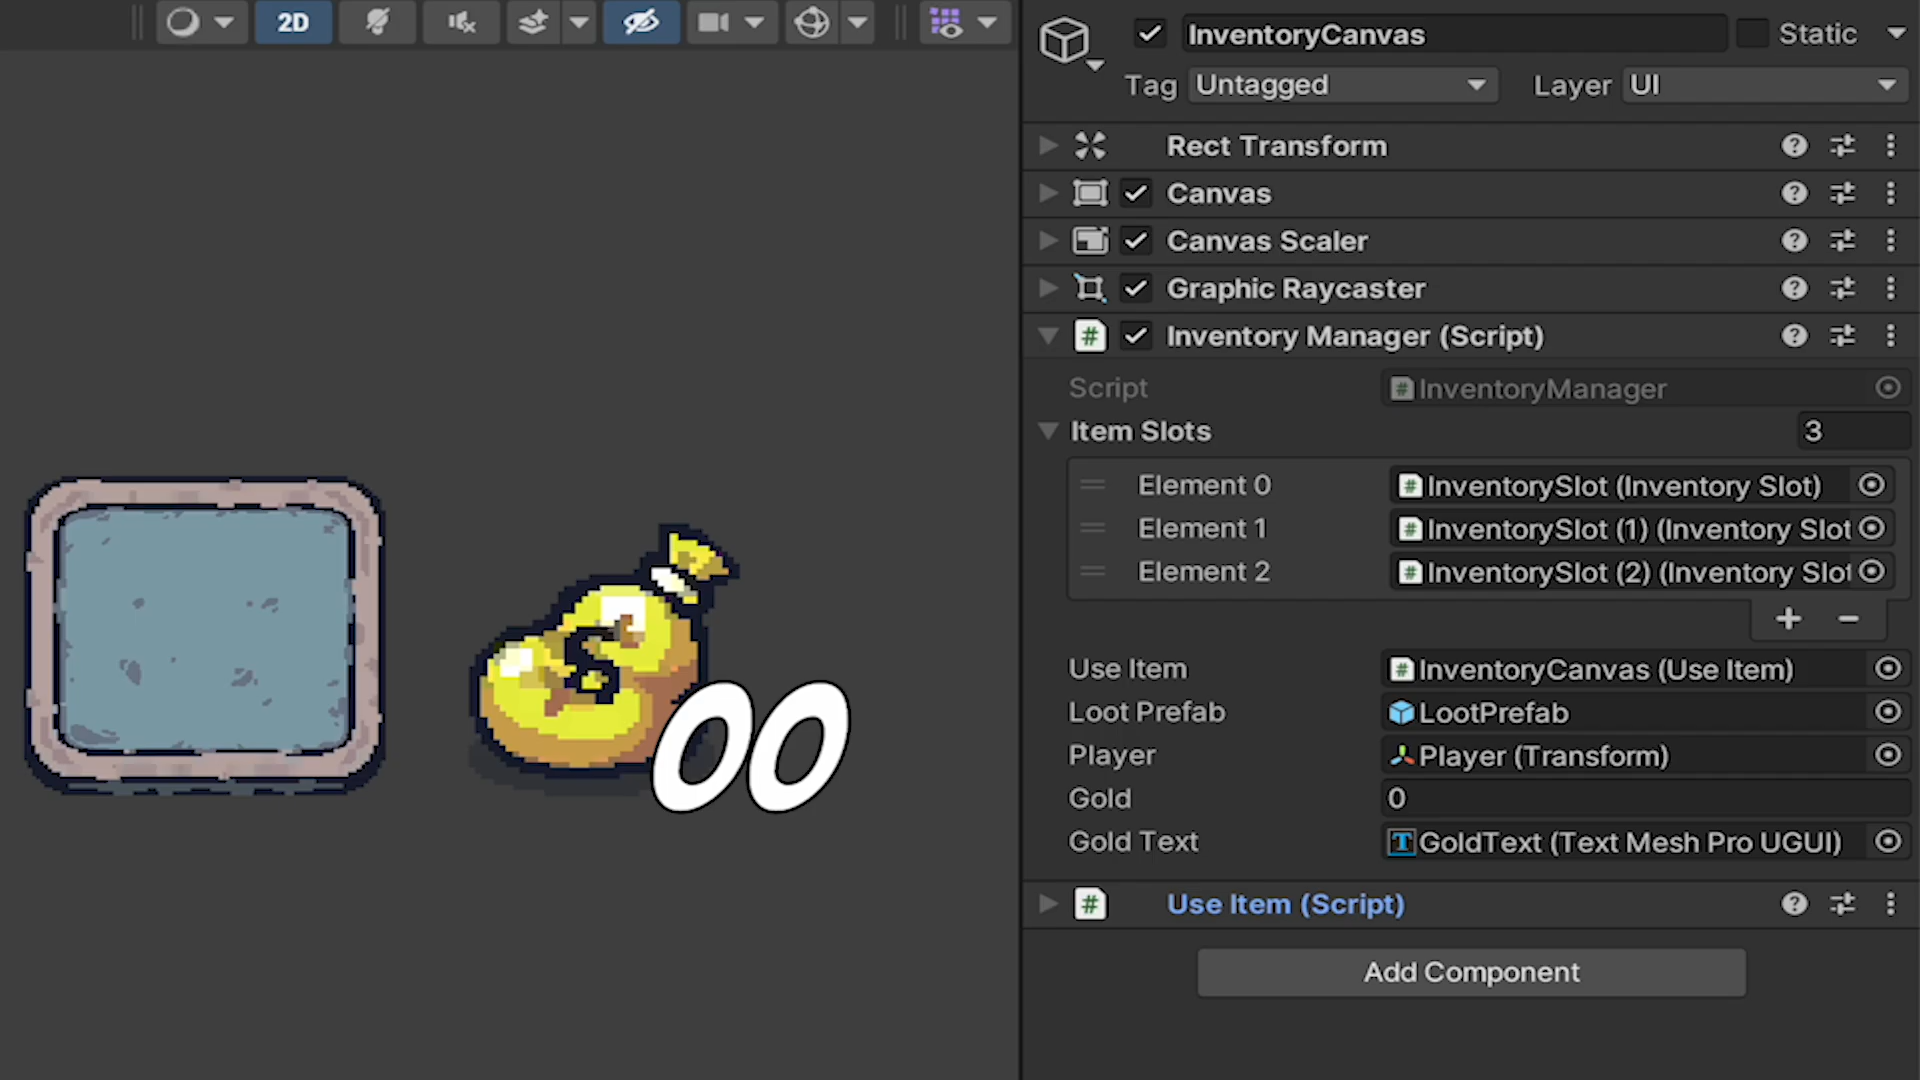 2D
InventoryCanvas
Static
Tag Untagged Layer UI
Rect Transform
Canvas
Canvas Scaler
Graphic Raycaster
# Inventory Manager (Script)
Script # InventoryManager
Item Slots 3
Element 0 # InventorySlot (Inventory Slot)
Element 1 # InventorySlot (1) (Inventory Slot
Element 2 # InventorySlot (2) (Inventory Slot
+ −
Use Item # InventoryCanvas (Use Item)
Loot Prefab LootPrefab
Player Player (Transform)
Gold 0
Gold Text T GoldText (Text Mesh Pro UGUI)
# Use Item (Script)
Add Component
S
00